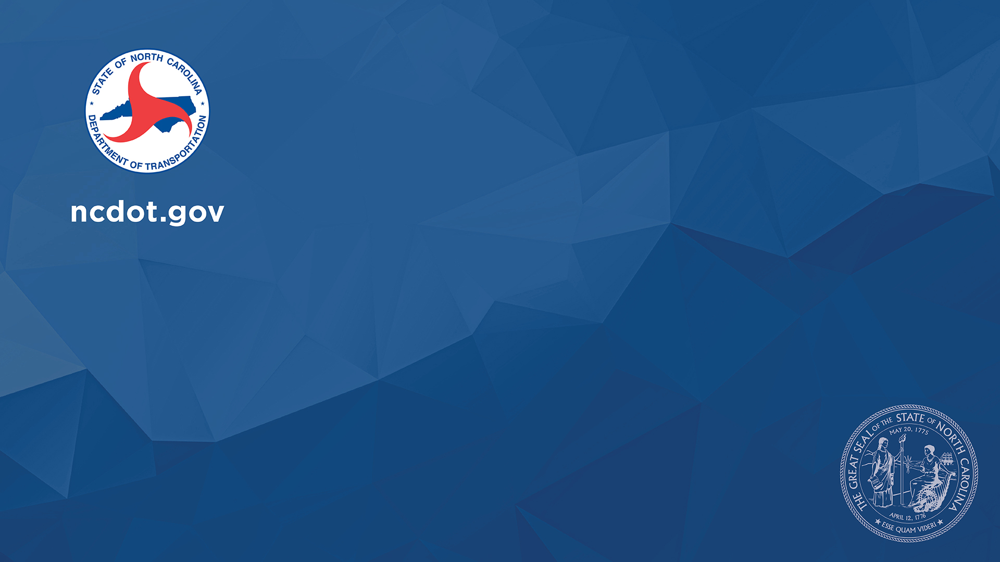 STATE OF NORTH CAROLINA
DEPARTMENT OF TRANSPORTATION
ncdot.gov
THE GREAT SEAL OF THE STATE OF NORTH CAROLINA
MAY 20, 1775
APRIL 12, 1776
ESSE QUAM VIDERI